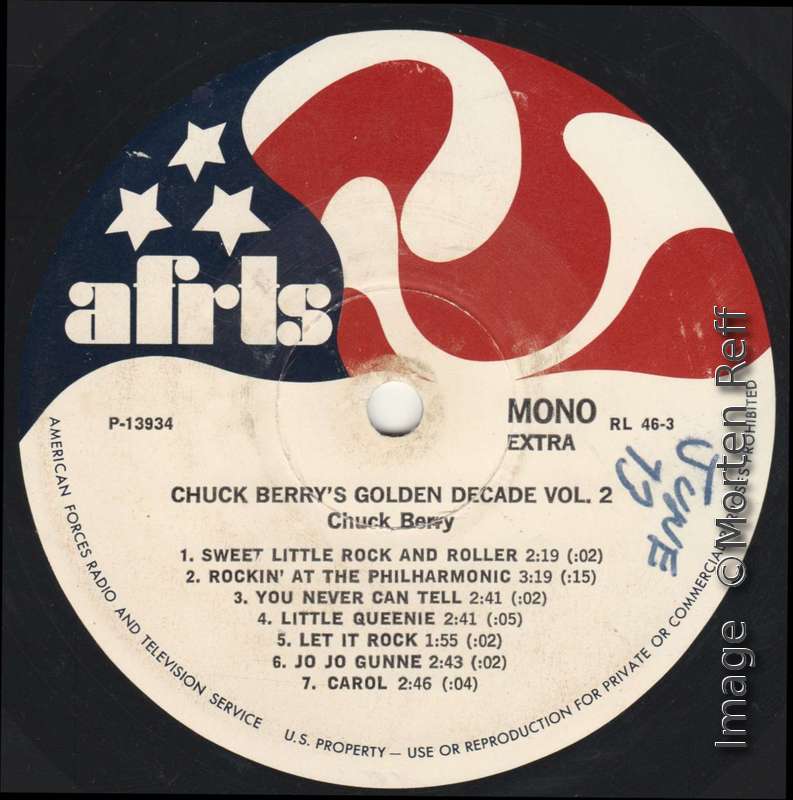 afrts
P-13934
MONO
EXTRA
RL 46-3
CHUCK BERRY'S GOLDEN DECADE VOL. 2
Chuck Berry
1. SWEET LITTLE ROCK AND ROLLER 2:19 (:02)
2. ROCKIN' AT THE PHILHARMONIC 3:19 (:15)
3. YOU NEVER CAN TELL 2:41 (:02)
4. LITTLE QUEENIE 2:41 (:05)
5. LET IT ROCK 1:55 (:02)
6. JO JO GUNNE 2:43 (:02)
7. CAROL 2:46 (:04)
JUNE
73
AMERICAN FORCES RADIO AND TELEVISION SERVICE
U.S. PROPERTY — USE OR REPRODUCTION FOR PRIVATE OR COMMERCIAL PURPOSES PROHIBITED
Image © Morten Reff